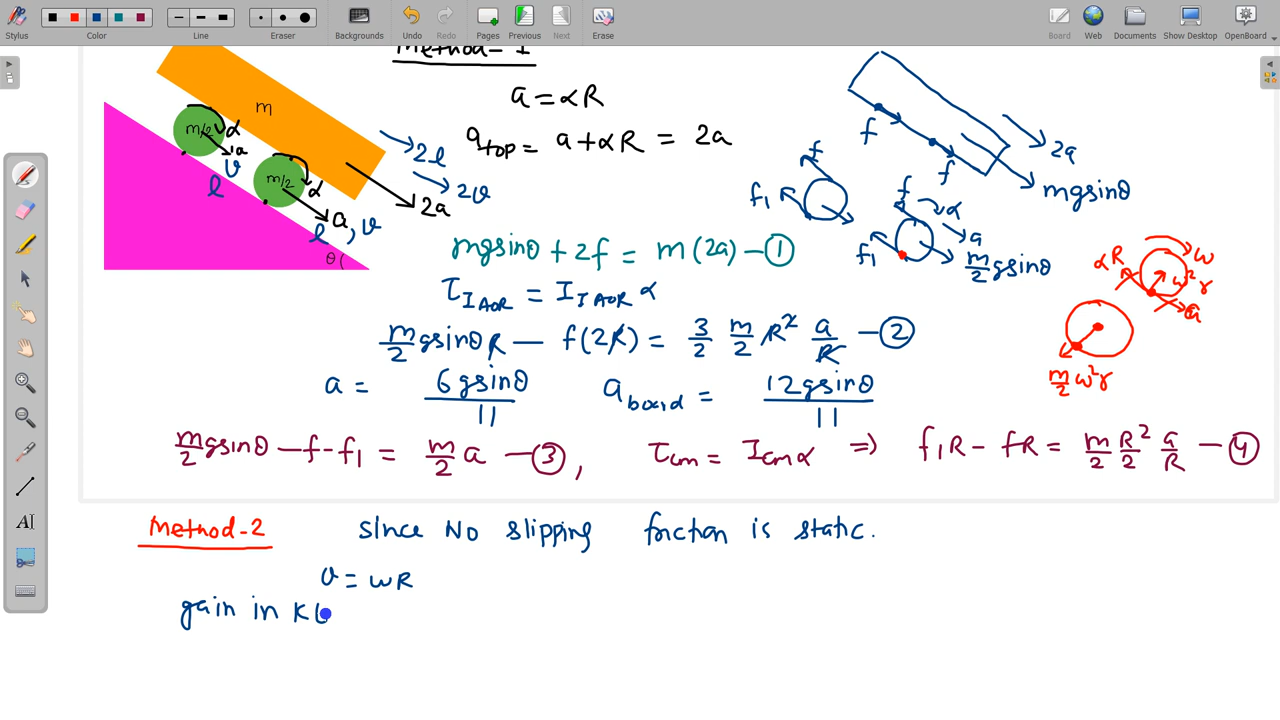 Stylus
Color
Line
Eraser
Backgrounds
Undo
Redo
Pages
Previous
Next
Erase
Board
Web
Documents
Show Desktop
OpenBoard
Method - I
a = αR
a_top = a + αR = 2a
m
m/2
α
a
v
l
m/2
α
a
l, v
2l
2v
2a
θ
f
f
2a
mgsinθ
f
f₁
f
α
a
f₁
m/2 gsinθ
ω
αR
ω²r
a
m/2 ω²r
mgsinθ + 2f = m(2a) — ①
τ_IAOR = I_IAOR α
m/2 gsinθ R — f(2R) = 3/2 m/2 R² a/R — ②
a = 6gsinθ/11 a_board = 12gsinθ/11
m/2 gsinθ — f - f₁ = m/2 a — ③, τ_cm = I_cm α ⇒ f₁R - fR = m/2 R²/2 a/R — ④
Method - 2 Since No slipping friction is static.
v = ωR
gain in K